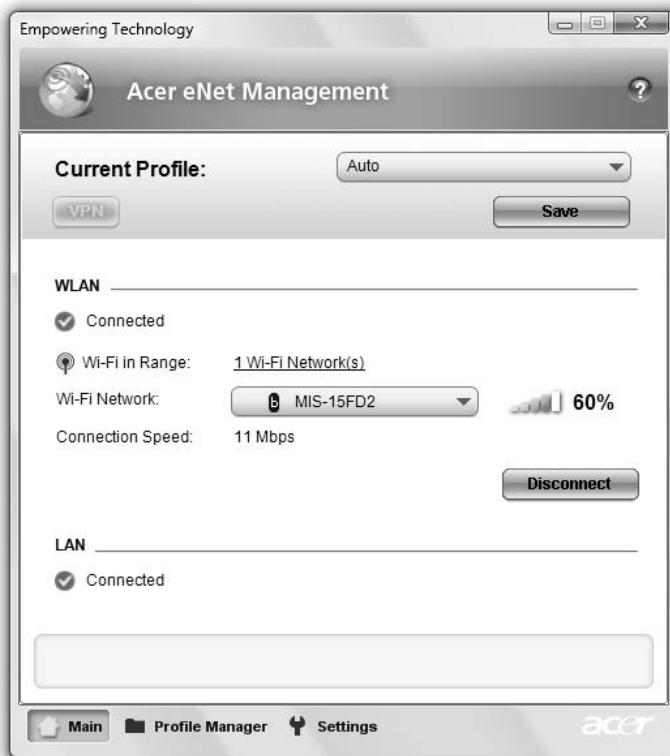 Empowering Technology
Acer eNet Management
?
Current Profile: Auto
VPN Save
WLAN
Connected
Wi-Fi in Range: 1 Wi-Fi Network(s)
Wi-Fi Network: b MIS-15FD2 60%
Connection Speed: 11 Mbps
Disconnect
LAN
Connected
Main Profile Manager Settings acer